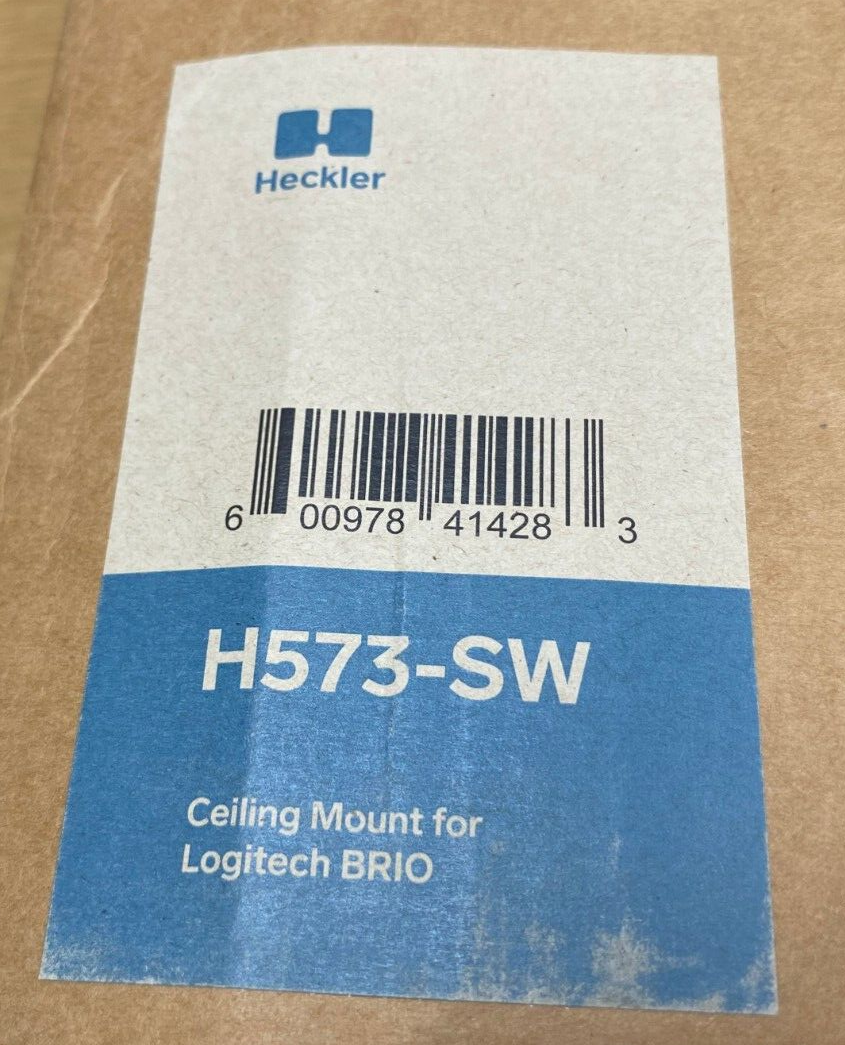 Heckler
6 00978 41428 3
H573-SW
Ceiling Mount for
Logitech BRIO